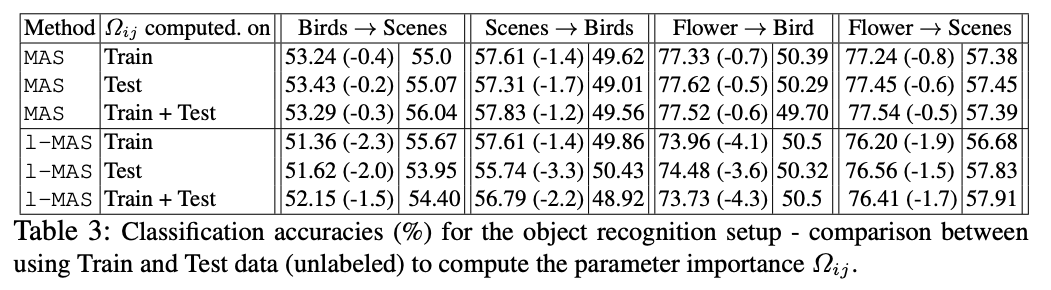 Method Ωij computed. on Birds → Scenes Scenes → Birds Flower → Bird Flower → Scenes
MAS Train 53.24 (-0.4) 55.0 57.61 (-1.4) 49.62 77.33 (-0.7) 50.39 77.24 (-0.8) 57.38
MAS Test 53.43 (-0.2) 55.07 57.31 (-1.7) 49.01 77.62 (-0.5) 50.29 77.45 (-0.6) 57.45
MAS Train + Test 53.29 (-0.3) 56.04 57.83 (-1.2) 49.56 77.52 (-0.6) 49.70 77.54 (-0.5) 57.39
l-MAS Train 51.36 (-2.3) 55.67 57.61 (-1.4) 49.86 73.96 (-4.1) 50.5 76.20 (-1.9) 56.68
l-MAS Test 51.62 (-2.0) 53.95 55.74 (-3.3) 50.43 74.48 (-3.6) 50.32 76.56 (-1.5) 57.83
l-MAS Train + Test 52.15 (-1.5) 54.40 56.79 (-2.2) 48.92 73.73 (-4.3) 50.5 76.41 (-1.7) 57.91
Table 3: Classification accuracies (%) for the object recognition setup - comparison between
using Train and Test data (unlabeled) to compute the parameter importance Ωij.